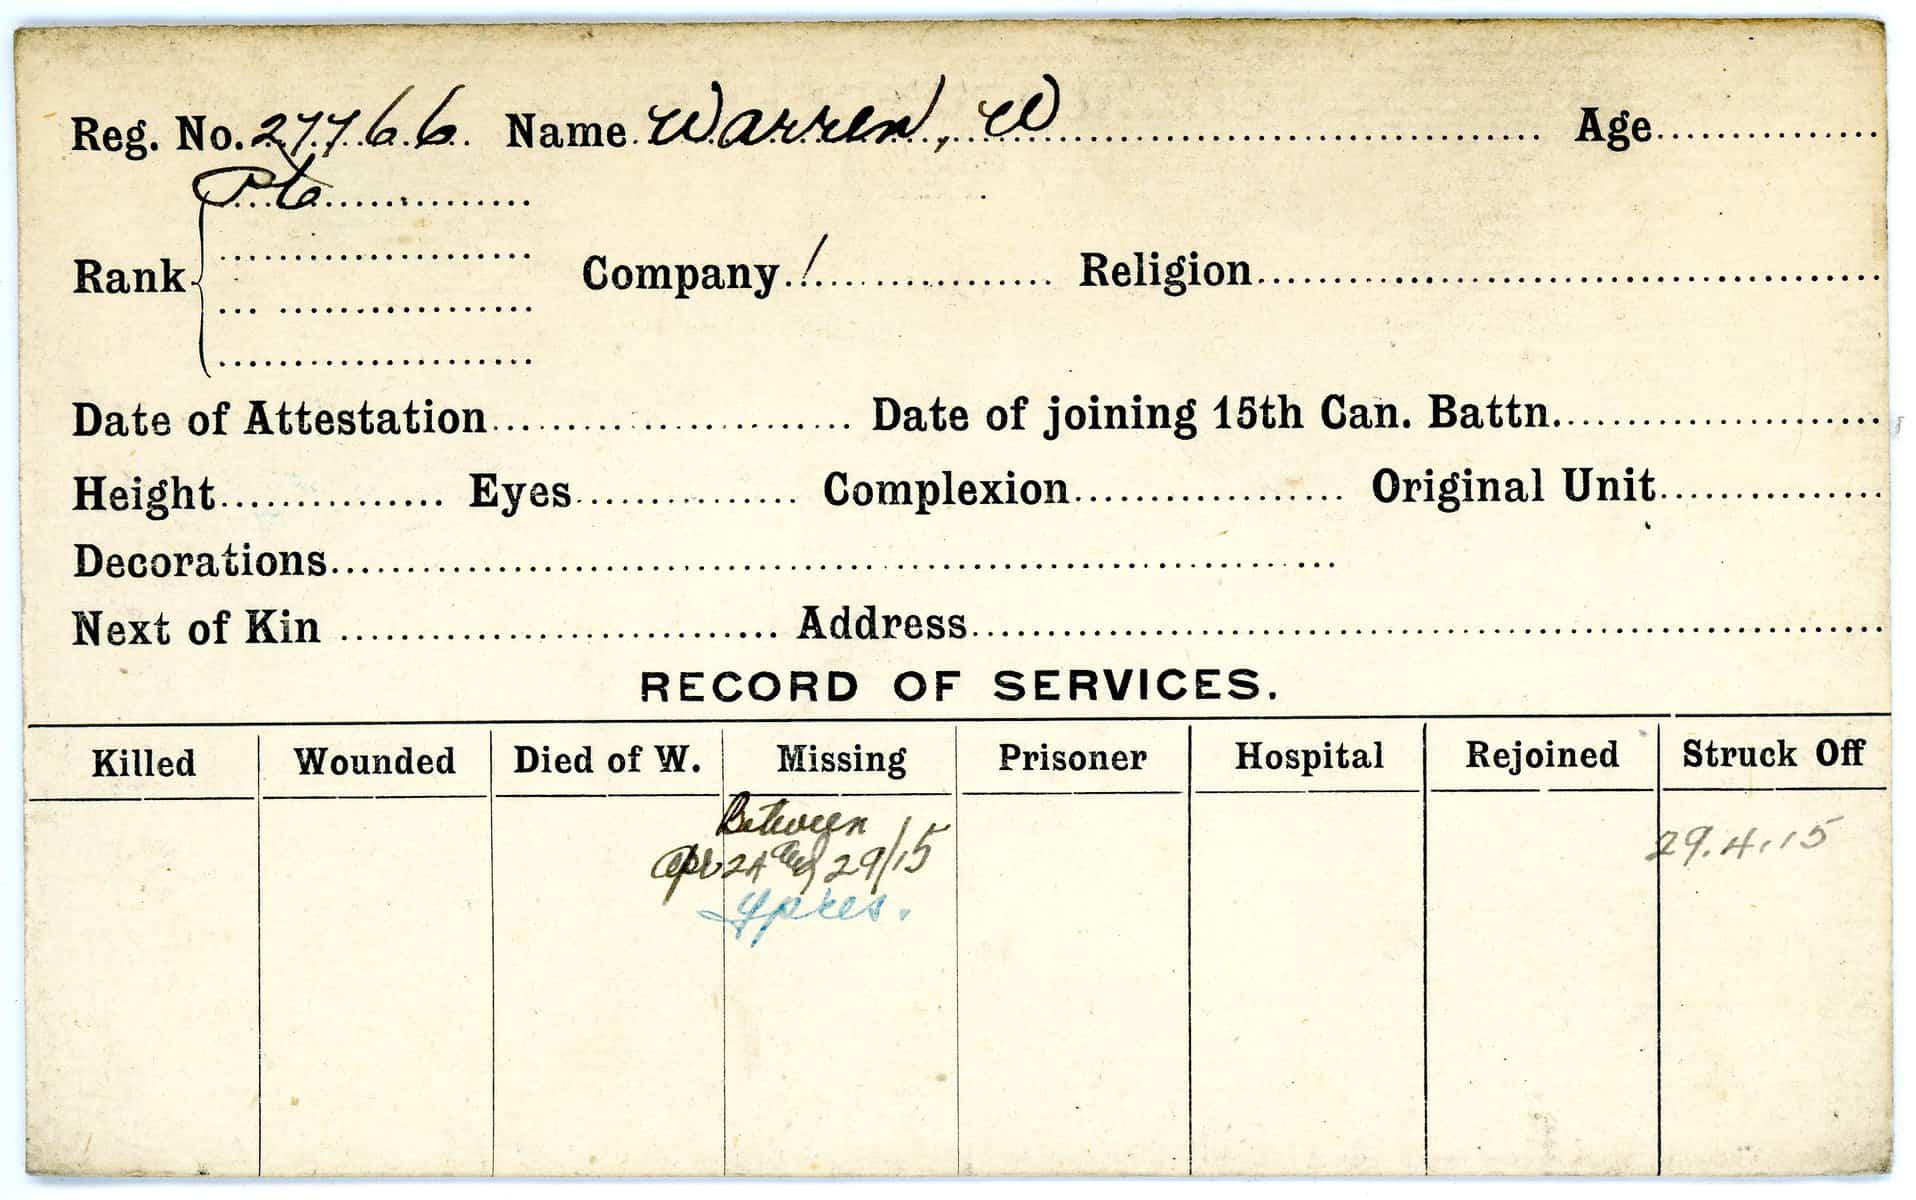 Reg. No. 27766 Name Warren, W Age
Pte
Rank Company 1 Religion
Date of Attestation Date of joining 15th Can. Battn.
Height Eyes Complexion Original Unit
Decorations
Next of Kin Address
RECORD OF SERVICES.
Killed Wounded Died of W. Missing Prisoner Hospital Rejoined Struck Off
Between
Apr 24 and 29/15 29.4.15
Ypres.